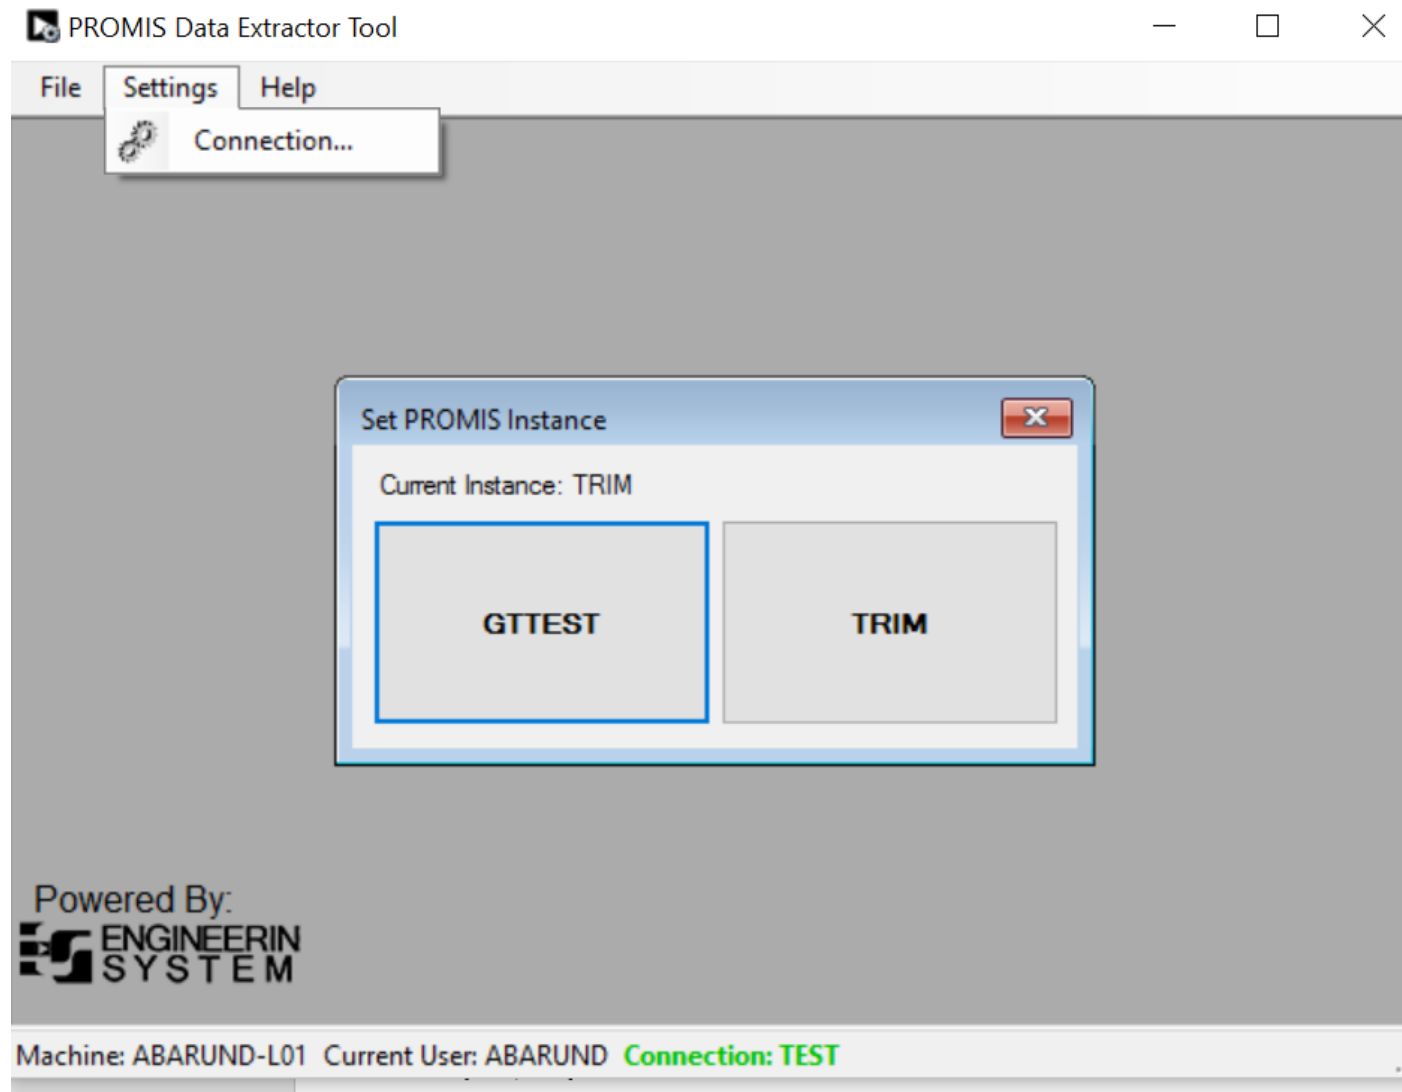 PROMIS Data Extractor Tool
File Settings Help
Connection...
Set PROMIS Instance
Current Instance: TRIM
GTTEST TRIM
Powered By:
ENGINEERIN
SYSTEM
Machine: ABARUND-L01 Current User: ABARUND Connection: TEST